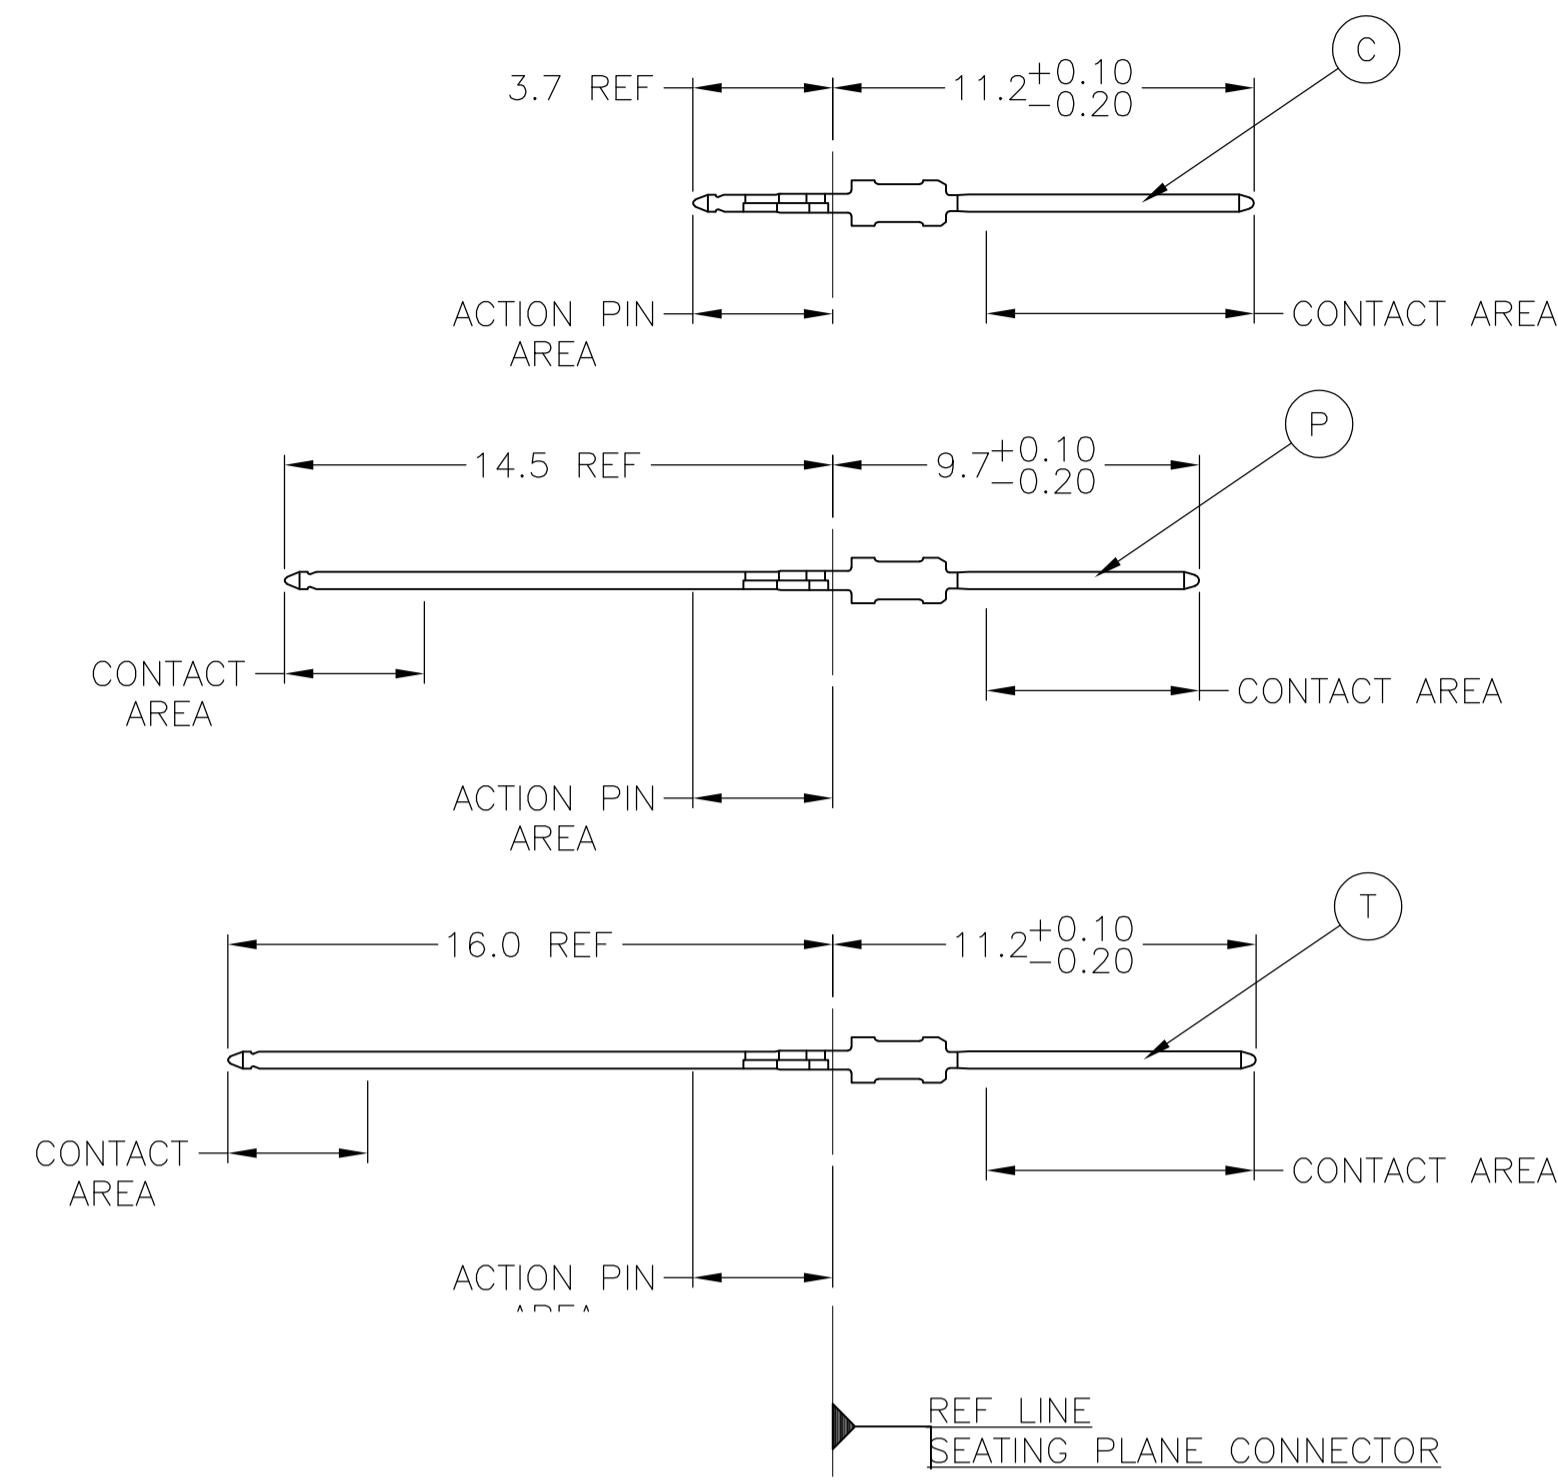 C
3.7 REF
11.2 +0.10
-0.20
ACTION PIN
AREA
CONTACT AREA
P
14.5 REF
9.7 +0.10
-0.20
CONTACT
AREA
CONTACT AREA
ACTION PIN
AREA
T
16.0 REF
11.2 +0.10
-0.20
CONTACT
AREA
CONTACT AREA
ACTION PIN
AREA
REF LINE
SEATING PLANE CONNECTOR